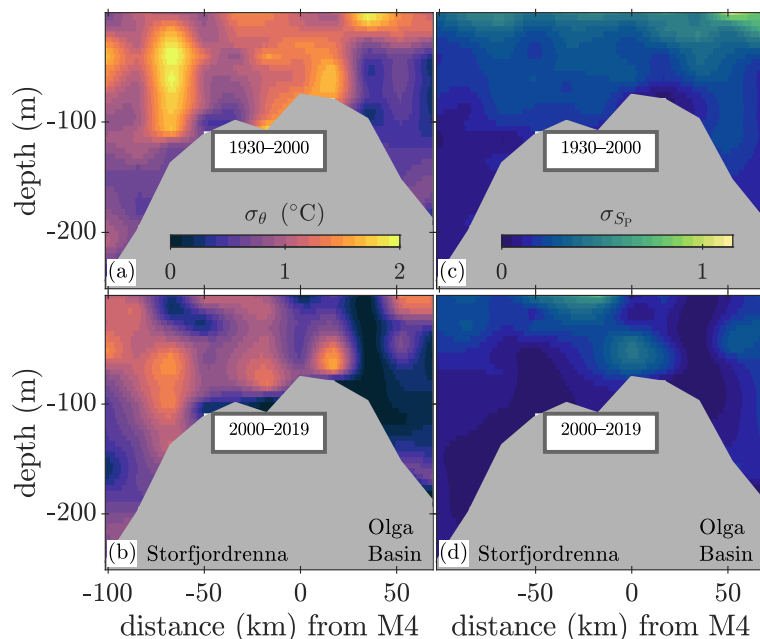 depth (m)
-100
-200
1930–2000
σθ (°C)
0 1 2
(a)
1930–2000
σSP
0 1
(c)
depth (m)
-100
-200
2000–2019
(b)
Storfjordrenna
Olga
Basin
2000–2019
(d)
Storfjordrenna
Olga
Basin
-100 -50 0 50
-50 0 50
distance (km) from M4
distance (km) from M4